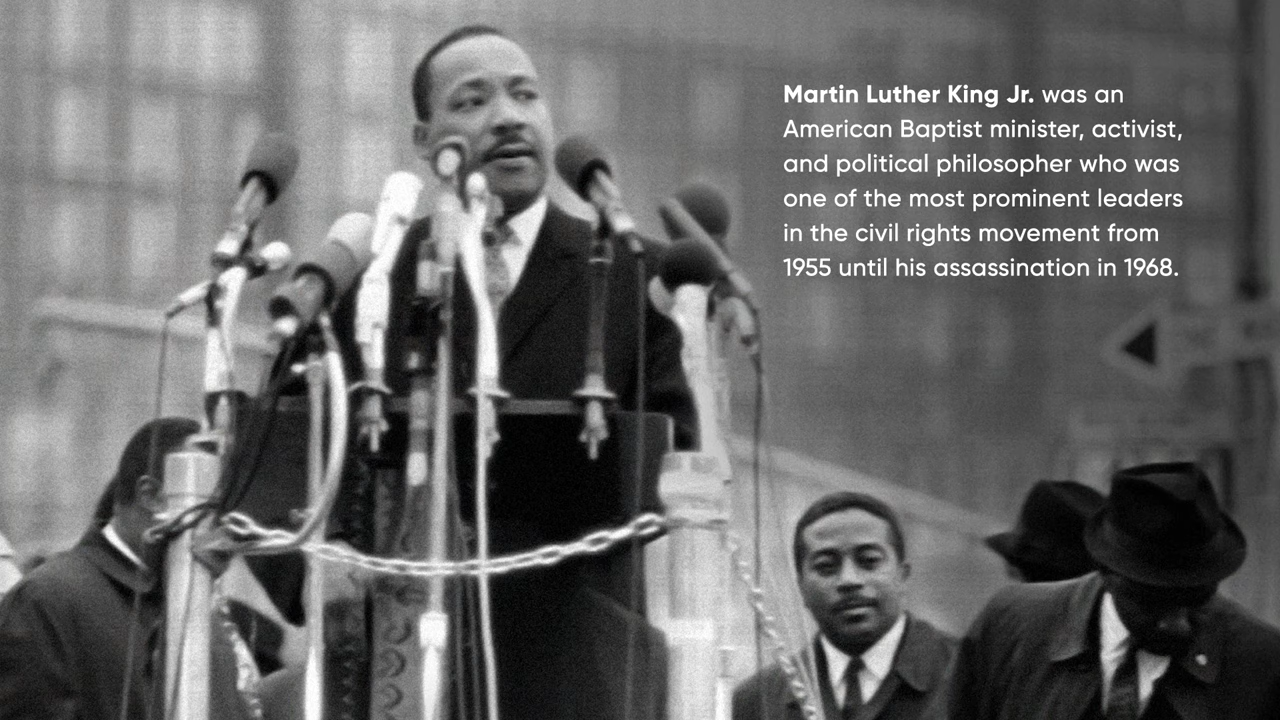 Martin Luther King Jr. was an
American Baptist minister, activist,
and political philosopher who was
one of the most prominent leaders
in the civil rights movement from
1955 until his assassination in 1968.